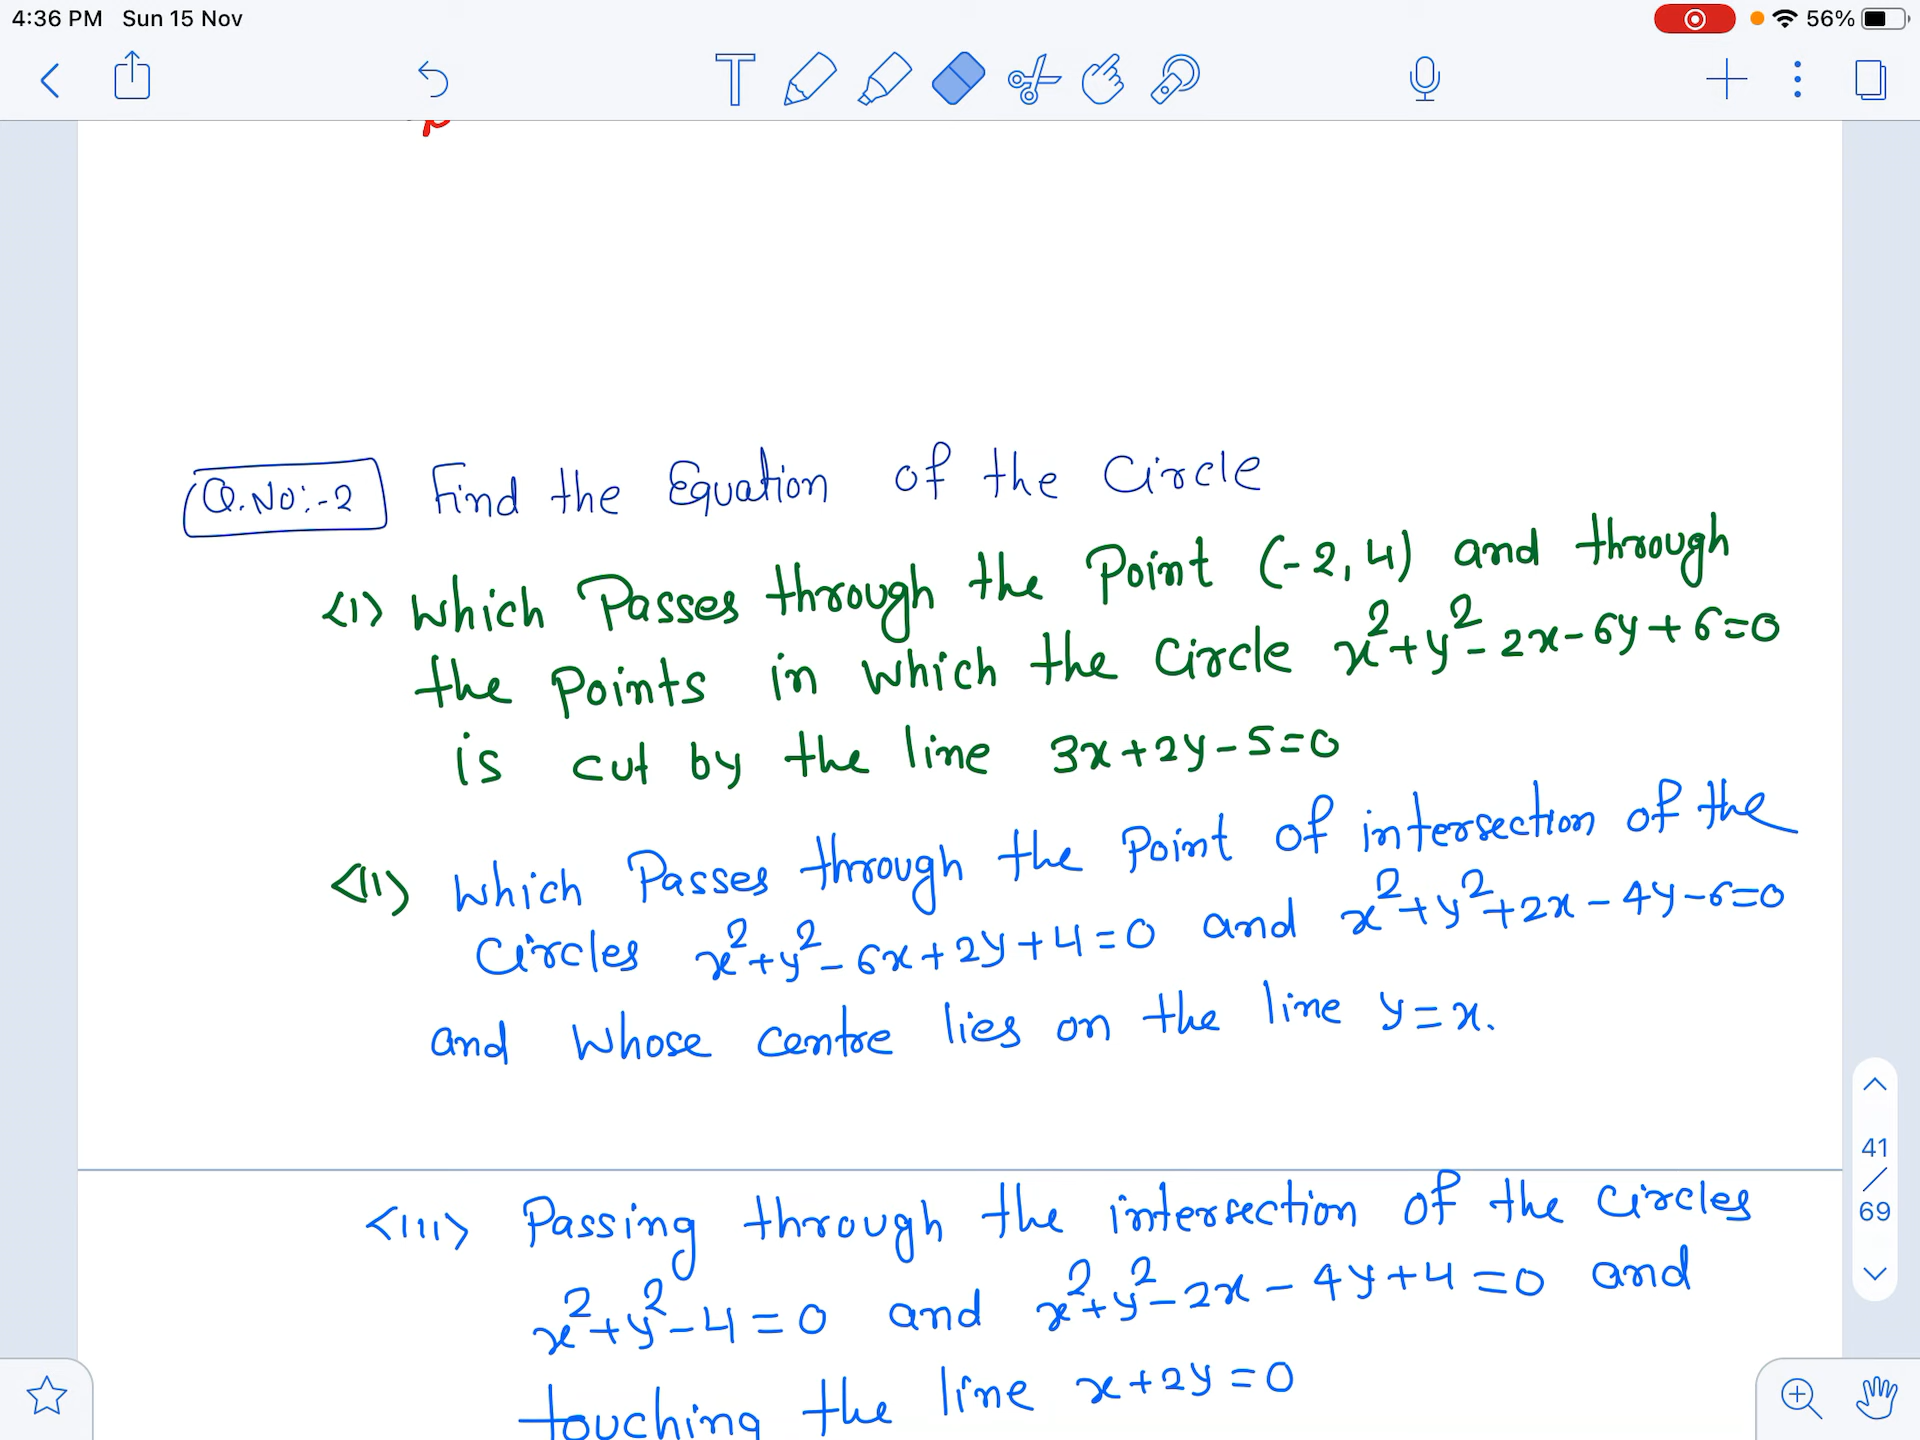 4:36 PM Sun 15 Nov
56%
T
Q.No:-2 Find the Equation of the Circle
<i> which Passes through the Point (-2,4) and through
the points in which the circle x²+y²-2x-6y+6=0
is cut by the line 3x+2y-5=0
<ii> which Passes through the Point of intersection of the
Circles x²+y²-6x+2y+4=0 and x²+y²+2x-4y-6=0
and whose centre lies on the line y=x.
<iii> Passing through the intersection of the circles
x²+y²-4=0 and x²+y²-2x-4y+4=0 and
touching the line x+2y=0
41
/
69